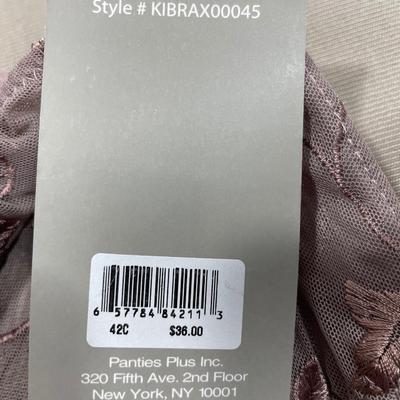 Style # KIBRAX00045
6 57784 84211 3
42C $36.00
Panties Plus Inc.
320 Fifth Ave. 2nd Floor
New York, NY 10001